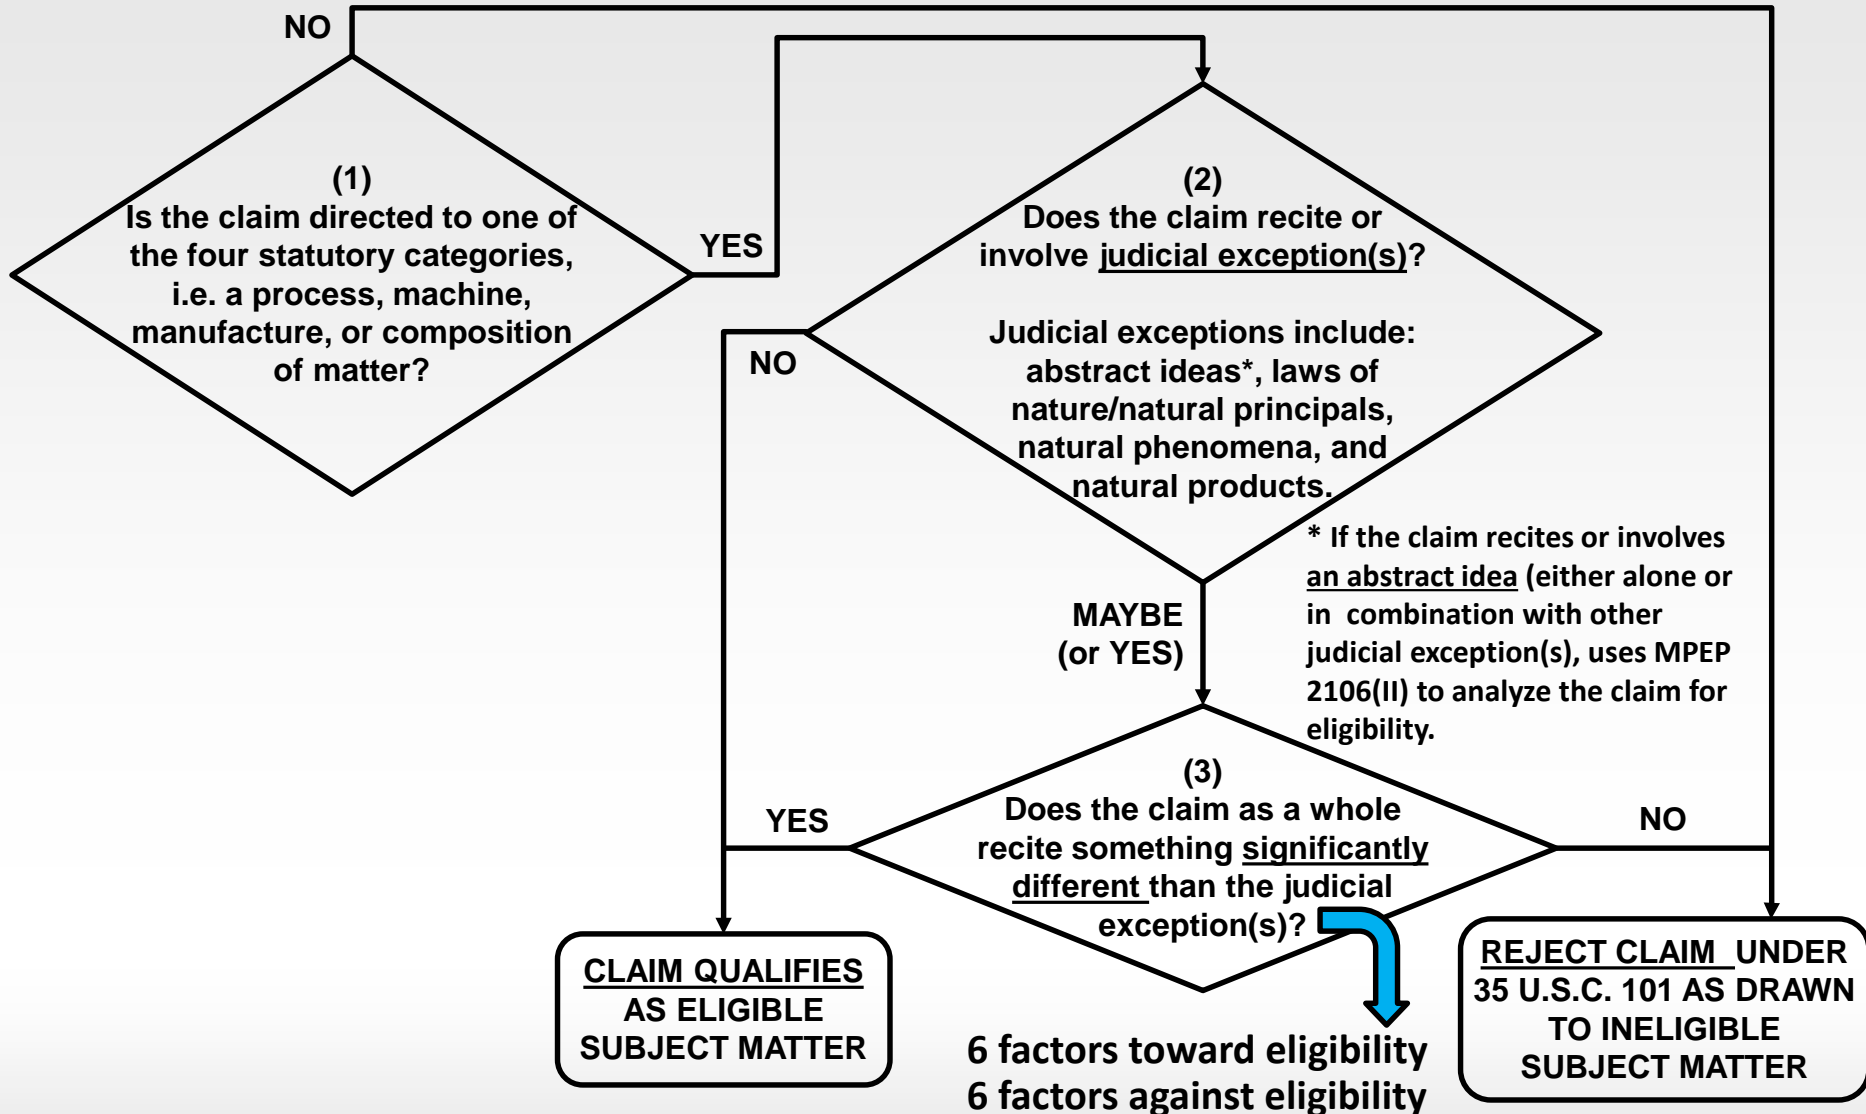 NO
(1)
Is the claim directed to one of
the four statutory categories,
i.e. a process, machine,
manufacture, or composition
of matter?
YES
(2)
Does the claim recite or
involve judicial exception(s)?
Judicial exceptions include:
abstract ideas*, laws of
nature/natural principals,
natural phenomena, and
natural products.
NO
* If the claim recites or involves
an abstract idea (either alone or
in combination with other
judicial exception(s), uses MPEP
2106(II) to analyze the claim for
eligibility.
MAYBE
(or YES)
(3)
Does the claim as a whole
recite something significantly
different than the judicial
exception(s)?
YES
NO
CLAIM QUALIFIES
AS ELIGIBLE
SUBJECT MATTER
6 factors toward eligibility
6 factors against eligibility
REJECT CLAIM UNDER
35 U.S.C. 101 AS DRAWN
TO INELIGIBLE
SUBJECT MATTER